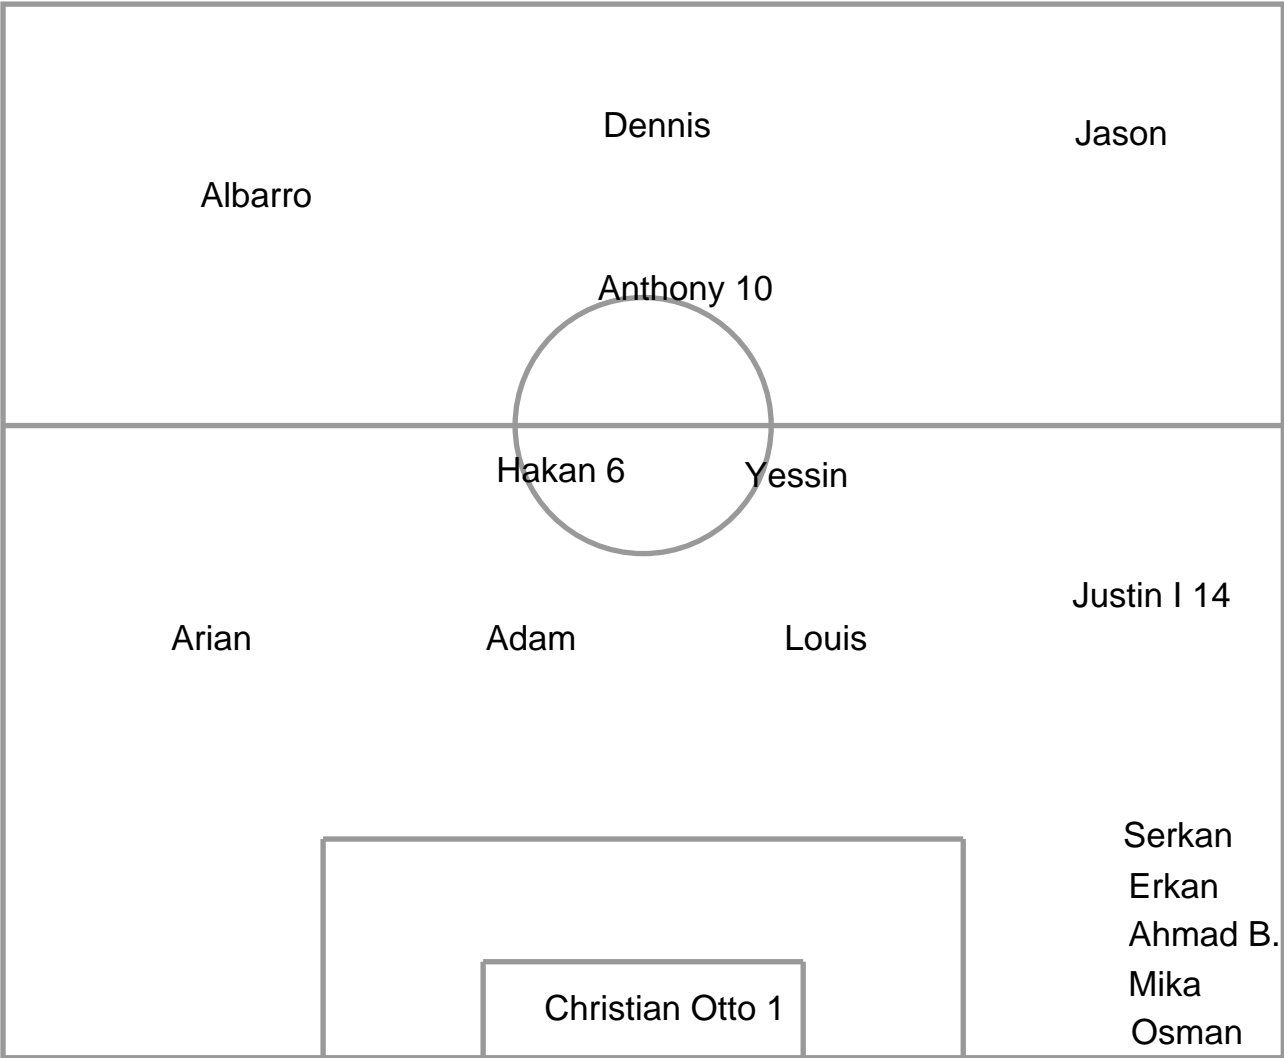 Dennis
Jason
Albarro
Anthony 10
Hakan 6
Yessin
Justin I 14
Arian
Adam
Louis
Serkan
Erkan
Ahmad B.
Mika
Christian Otto 1
Osman